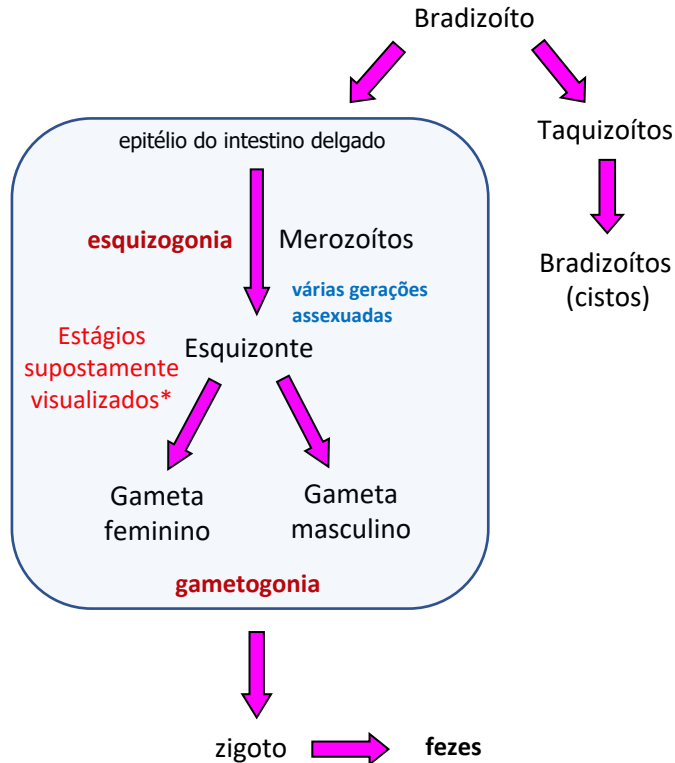 Bradizoíto
epitélio do intestino delgado
Taquizoítos
esquizogonia
Merozoítos
Bradizoítos
(cistos)
várias gerações
assexuadas
Estágios
supostamente
visualizados*
Esquizonte
Gameta
feminino
Gameta
masculino
gametogonia
zigoto
fezes